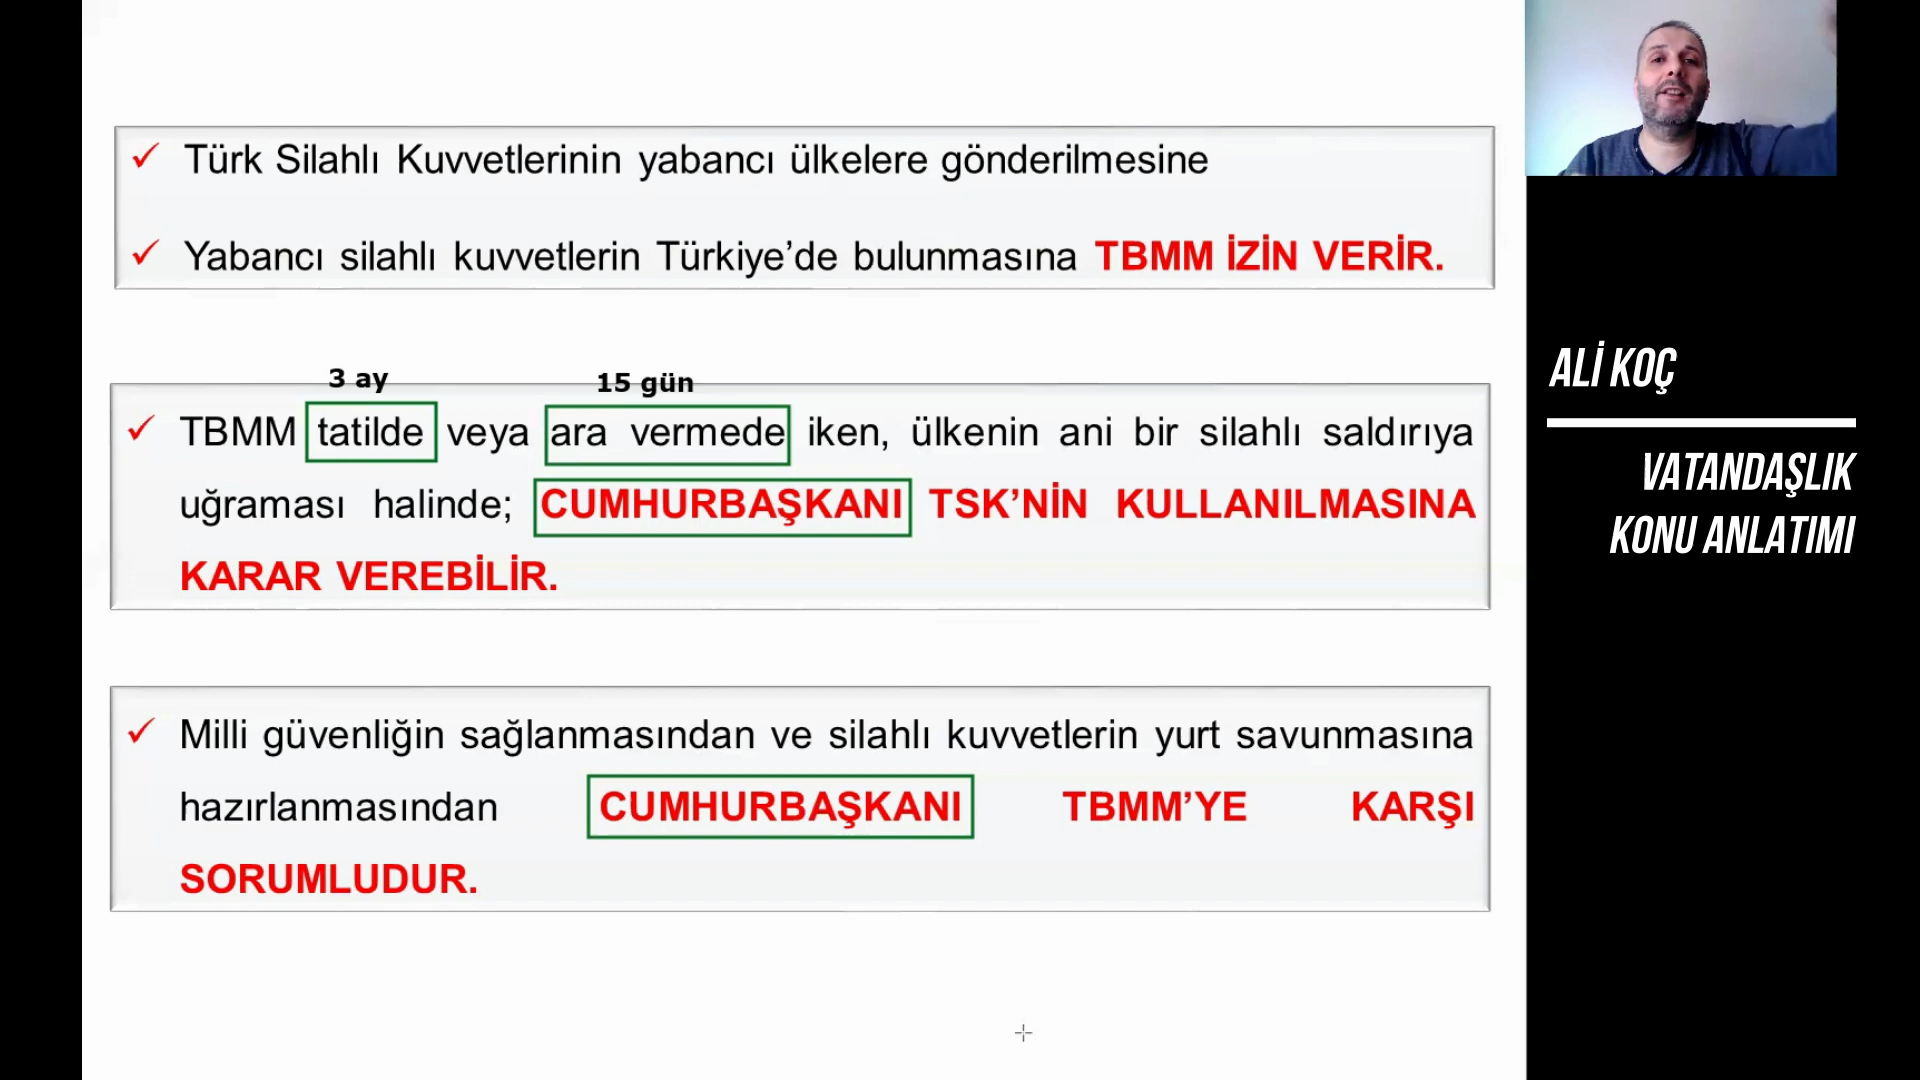 ✓ Türk Silahlı Kuvvetlerinin yabancı ülkelere gönderilmesine
✓ Yabancı silahlı kuvvetlerin Türkiye’de bulunmasına TBMM İZİN VERİR.
3 ay 15 gün
✓ TBMM tatilde veya ara vermede iken, ülkenin ani bir silahlı saldırıya
uğraması halinde; CUMHURBAŞKANI TSK’NİN KULLANILMASINA
KARAR VEREBİLİR.
✓ Milli güvenliğin sağlanmasından ve silahlı kuvvetlerin yurt savunmasına
hazırlanmasından CUMHURBAŞKANI TBMM’YE KARŞI
SORUMLUDUR.
ALİ KOÇ
VATANDAŞLIK
KONU ANLATIMI